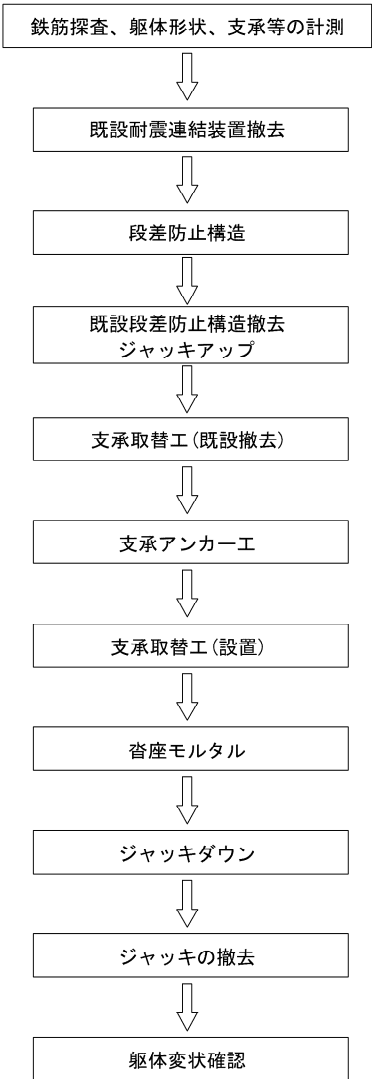 鉄筋探査、躯体形状、支承等の計測
既設耐震連結装置撤去
段差防止構造
既設段差防止構造撤去
ジャッキアップ
支承取替工(既設撤去)
支承アンカー工
支承取替工(設置)
沓座モルタル
ジャッキダウン
ジャッキの撤去
躯体変状確認